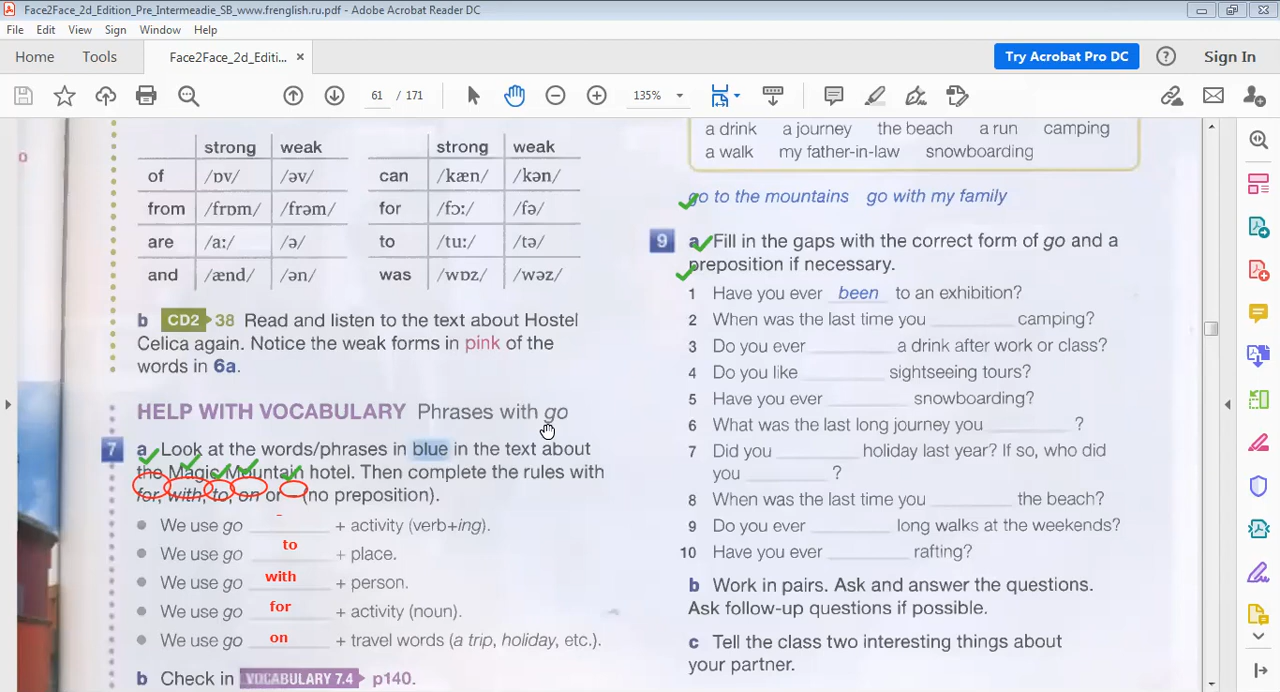 Face2Face_2d_Edition_Pre_Intermeadie_SB_www.frenglish.ru.pdf - Adobe Acrobat Reader DC
File Edit View Sign Window Help
Home Tools Face2Face_2d_Editi... × Try Acrobat Pro DC ? Sign In
61 / 171 135%
strong weak strong weak
of /ɒv/ /əv/ can /kæn/ /kən/
from /frɒm/ /frəm/ for /fɔː/ /fə/
are /aː/ /ə/ to /tuː/ /tə/
and /ænd/ /ən/ was /wɒz/ /wəz/
b CD2 38 Read and listen to the text about Hostel
Celica again. Notice the weak forms in pink of the
words in 6a.
HELP WITH VOCABULARY Phrases with go
7 a Look at the words/phrases in blue in the text about
the Magic Mountain hotel. Then complete the rules with
for, with, to, on or – (no preposition).
We use go - + activity (verb+ing).
We use go to + place.
We use go with + person.
We use go for + activity (noun).
We use go on + travel words (a trip, holiday, etc.).
b Check in VOCABULARY 7.4 p140.
a drink a journey the beach a run camping
a walk my father-in-law snowboarding
go to the mountains go with my family
9 a Fill in the gaps with the correct form of go and a
preposition if necessary.
1 Have you ever been to an exhibition?
2 When was the last time you ________ camping?
3 Do you ever ________ a drink after work or class?
4 Do you like ________ sightseeing tours?
5 Have you ever ________ snowboarding?
6 What was the last long journey you ________ ?
7 Did you ________ holiday last year? If so, who did
you ________ ?
8 When was the last time you ________ the beach?
9 Do you ever ________ long walks at the weekends?
10 Have you ever ________ rafting?
b Work in pairs. Ask and answer the questions.
Ask follow-up questions if possible.
c Tell the class two interesting things about
your partner.